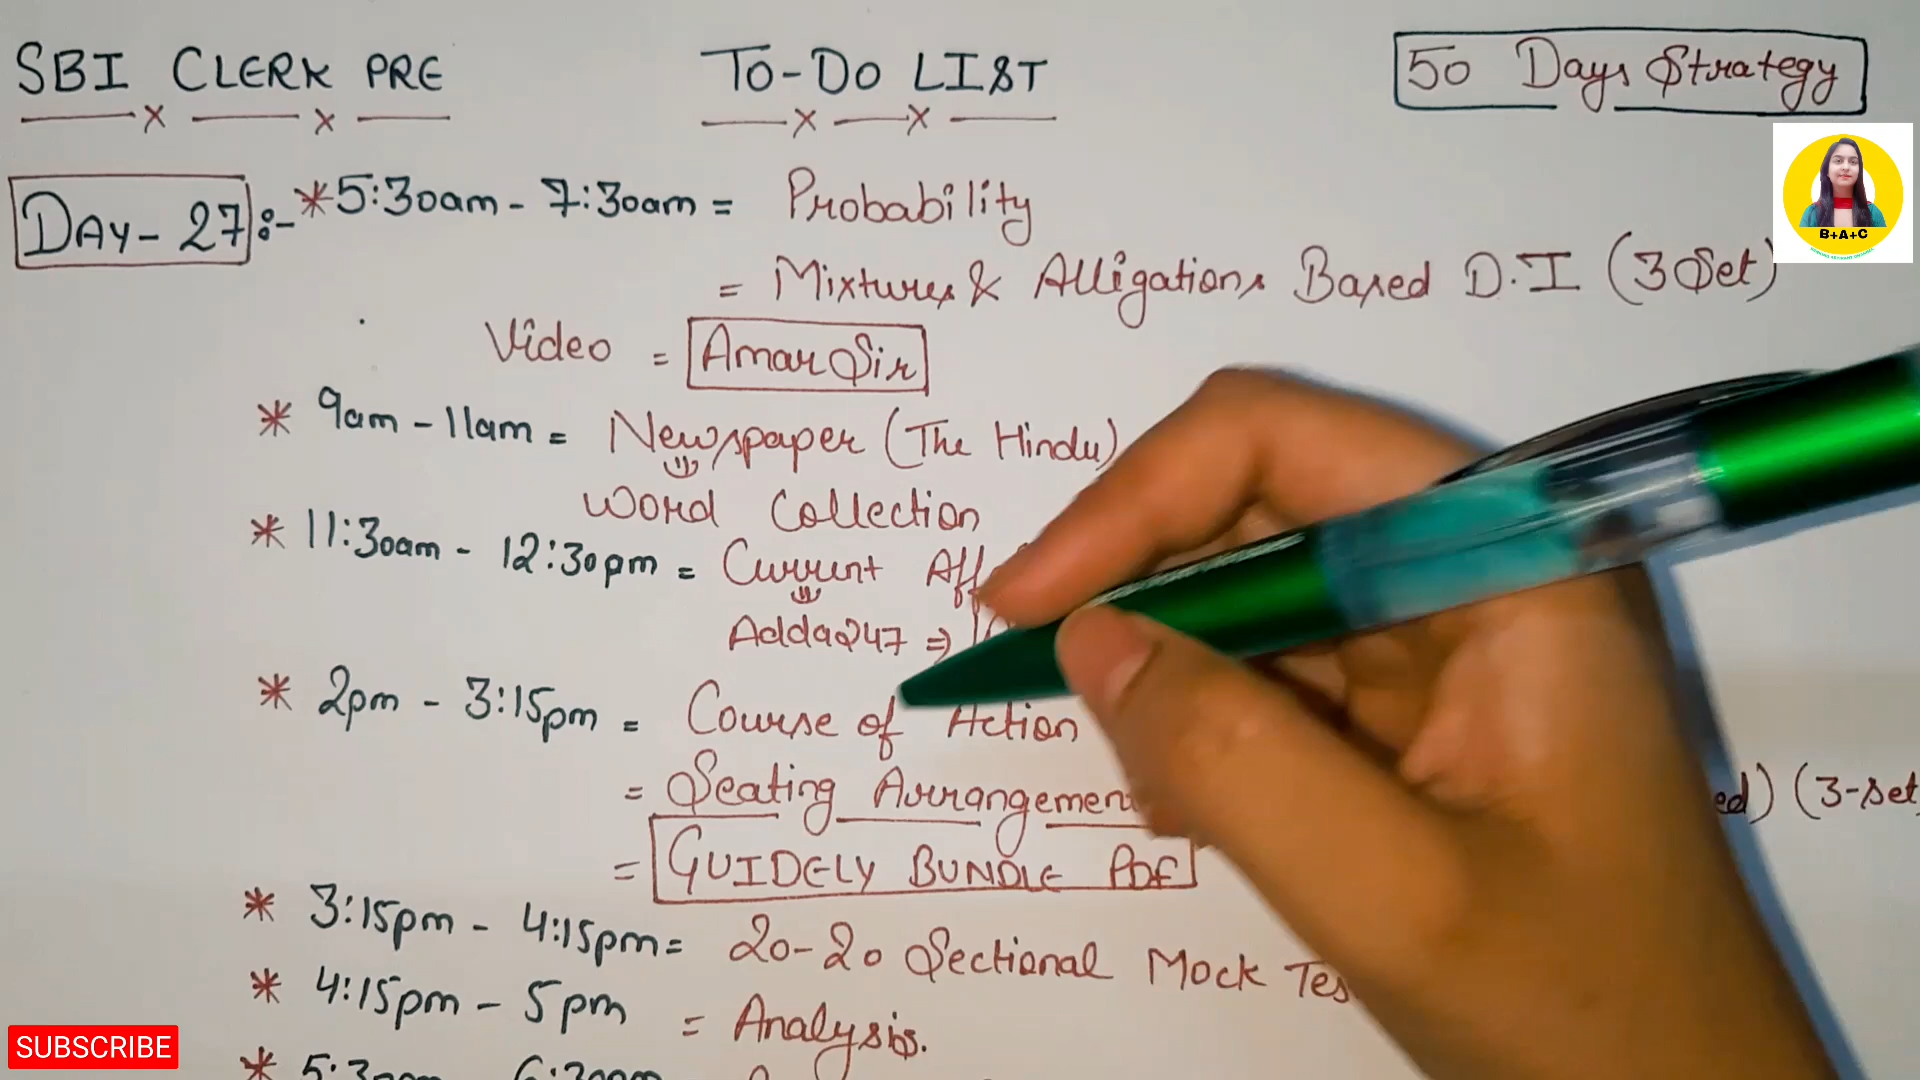 SBI CLERK PRE TO-DO LIST 50 Days Strategy
B+A+C
DAY- 27 :- * 5:30am - 7:30am = Probability
= Mixtures & Alligations Based D.I (3 Set)
Video = Amar Sir
* 9am - 11am = Newspaper (The Hindu)
Word Collection
* 11:30am - 12:30pm = Current Aff
Adda247 ⇒
* 2pm - 3:15pm = Course of Action
= Seating Arrangement ed) (3-set
= GUIDELY BUNDLE PDF
* 3:15pm - 4:15pm = 20-20 Sectional Mock Tes
* 4:15pm - 5pm = Analysis.
SUBSCRIBE